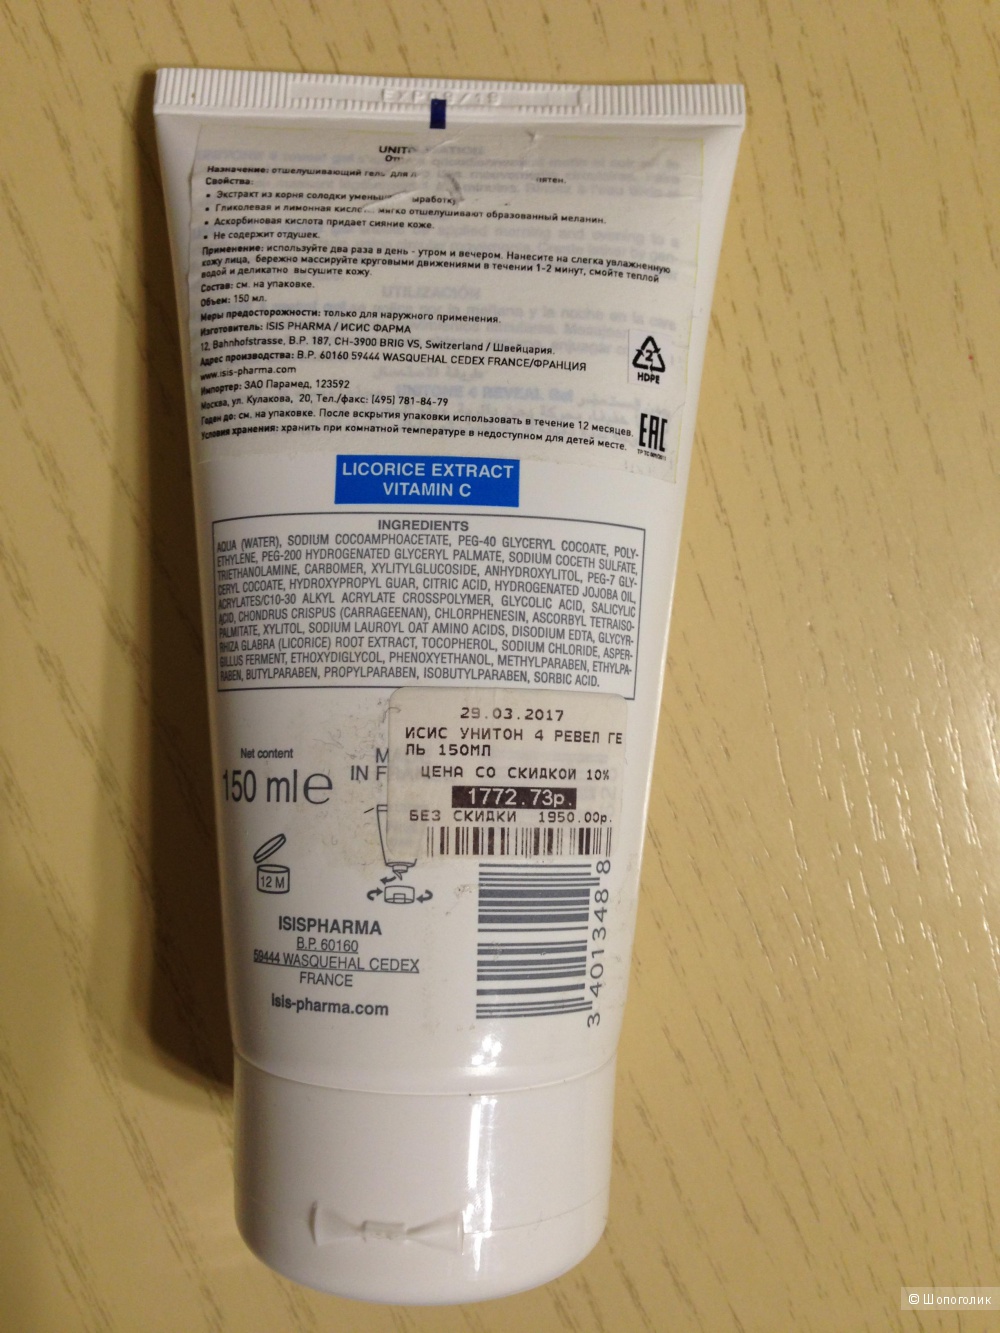 Назначение: отшелушивающий гель для
Свойства:
• Экстракт из корня солодки
• Гликолевая и лимонная мягко отшелушивают образованный меланин.
• Аскорбиновая кислота придает сияние коже.
• Не содержит отдушек.
Применение: используйте два раза в день - утром и вечером. Нанесите на слегка увлажненную
кожу лица, бережно массируйте круговыми движениями в течении 1-2 минут, смойте теплой
водой и деликатно высушите кожу.
Состав: см. на упаковке.
Объем: 150 мл.
Меры предосторожности: только для наружного применения.
Изготовитель: ISIS PHARMA / ИСИС ФАРМА
12, Bahnhofstrasse, B.P. 187, CH-3900 BRIG VS, Switzerland / Швейцария.
Адрес производства: B.P. 60160 59444 WASQUEHAL CEDEX FRANCE/ФРАНЦИЯ
www.isis-pharma.com
Импортер: ЗАО Парамед, 123592
Москва, ул. Кулакова, 20, Тел./факс: (495) 781-84-79
Годен до: см. на упаковке. После вскрытия упаковки использовать в течение 12 месяцев.
Условия хранения: хранить при комнатной температуре в недоступном для детей месте.
2
HDPE
EAC
UTILIZACIÓN
LICORICE EXTRACT
VITAMIN C
INGREDIENTS
AQUA (WATER), SODIUM COCOAMPHOACETATE, PEG-40 GLYCERYL COCOATE, POLY-
ETHYLENE, PEG-200 HYDROGENATED GLYCERYL PALMATE, SODIUM COCETH SULFATE,
TRIETHANOLAMINE, CARBOMER, XYLITYLGLUCOSIDE, ANHYDROXYLITOL, PEG-7 GLY-
CERYL COCOATE, HYDROXYPROPYL GUAR, CITRIC ACID, HYDROGENATED JOJOBA OIL,
ACRYLATES/C10-30 ALKYL ACRYLATE CROSSPOLYMER, GLYCOLIC ACID, SALICYLIC
ACID, CHONDRUS CRISPUS (CARRAGEENAN), CHLORPHENESIN, ASCORBYL TETRAISO-
PALMITATE, XYLITOL, SODIUM LAUROYL OAT AMINO ACIDS, DISODIUM EDTA, GLYCYR-
RHIZA GLABRA (LICORICE) ROOT EXTRACT, TOCOPHEROL, SODIUM CHLORIDE, ASPER-
GILLUS FERMENT, ETHOXYDIGLYCOL, PHENOXYETHANOL, METHYLPARABEN, ETHYLPA-
RABEN, BUTYLPARABEN, PROPYLPARABEN, ISOBUTYLPARABEN, SORBIC ACID.
29.03.2017
ИСИС УНИТОН 4 РЕВЕЛ ГЕ
ЛЬ 150МЛ
ЦЕНА СО СКИДКОЙ 10%
1772.73р.
БЕЗ СКИДКИ 1950.00р.
Net content
150 ml e
IN F
12 M
ISISPHARMA
B.P. 60160
59444 WASQUEHAL CEDEX
FRANCE
isis-pharma.com
3 401348 8
© Шопоголик